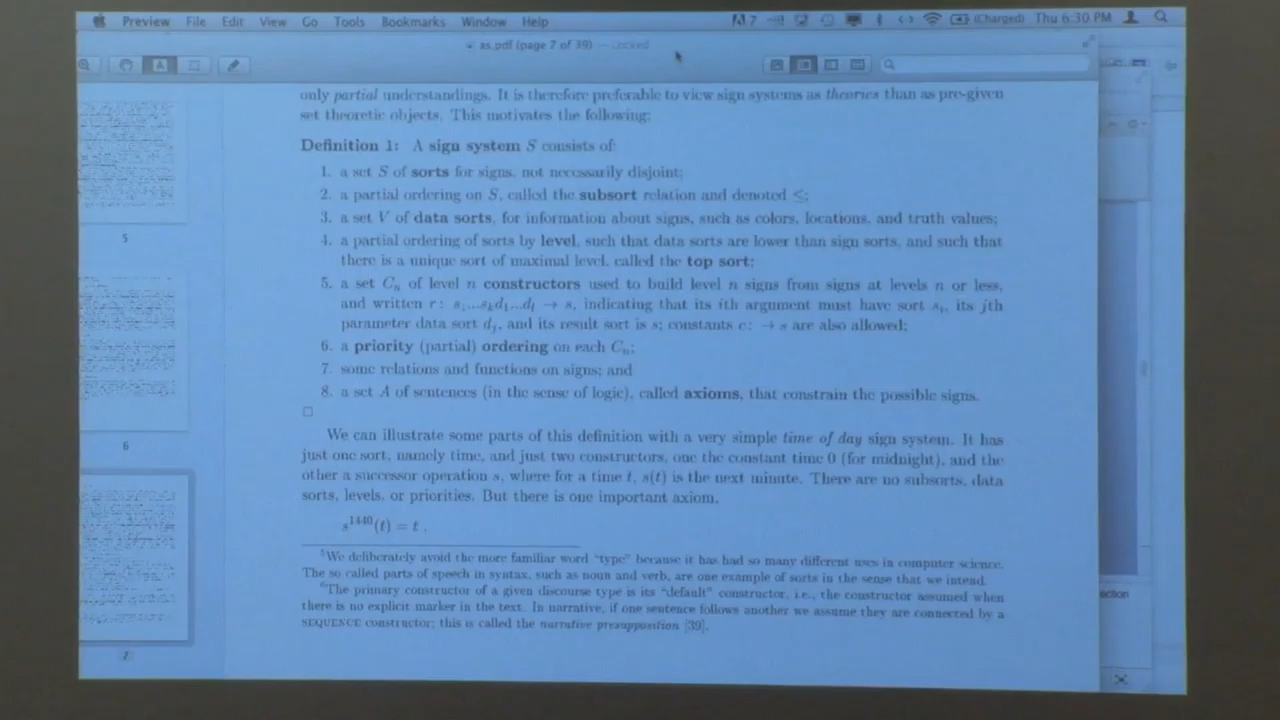 Preview File Edit View Go Tools Bookmarks Window Help 7 (Charged) Thu 6:30 PM
as.pdf (page 7 of 39) — Locked
only partial understandings. It is therefore preferable to view sign systems as theories than as pre-given
set theoretic objects. This motivates the following:
Definition 1: A sign system S consists of:
1. a set S of sorts for signs, not necessarily disjoint;
2. a partial ordering on S, called the subsort relation and denoted ≤;
3. a set V of data sorts, for information about signs, such as colors, locations, and truth values;
4. a partial ordering of sorts by level, such that data sorts are lower than sign sorts, and such that
there is a unique sort of maximal level, called the top sort;
5. a set Cn of level n constructors used to build level n signs from signs at levels n or less,
and written r: s1...skd1...dl → s, indicating that its ith argument must have sort si, its jth
parameter data sort dj, and its result sort is s; constants c: → s are also allowed;
6. a priority (partial) ordering on each Cn;
7. some relations and functions on signs; and
8. a set A of sentences (in the sense of logic), called axioms, that constrain the possible signs.
□
We can illustrate some parts of this definition with a very simple time of day sign system. It has
just one sort, namely time, and just two constructors, one the constant time 0 (for midnight), and the
other a successor operation s, where for a time t, s(t) is the next minute. There are no subsorts, data
sorts, levels, or priorities. But there is one important axiom,
s^1440(t) = t .
5We deliberately avoid the more familiar word "type" because it has had so many different uses in computer science.
The so called parts of speech in syntax, such as noun and verb, are one example of sorts in the sense that we intend.
6The primary constructor of a given discourse type is its "default" constructor, i.e., the constructor assumed when
there is no explicit marker in the text. In narrative, if one sentence follows another we assume they are connected by a
SEQUENCE constructor; this is called the narrative presupposition [39].
5
6
7
ection